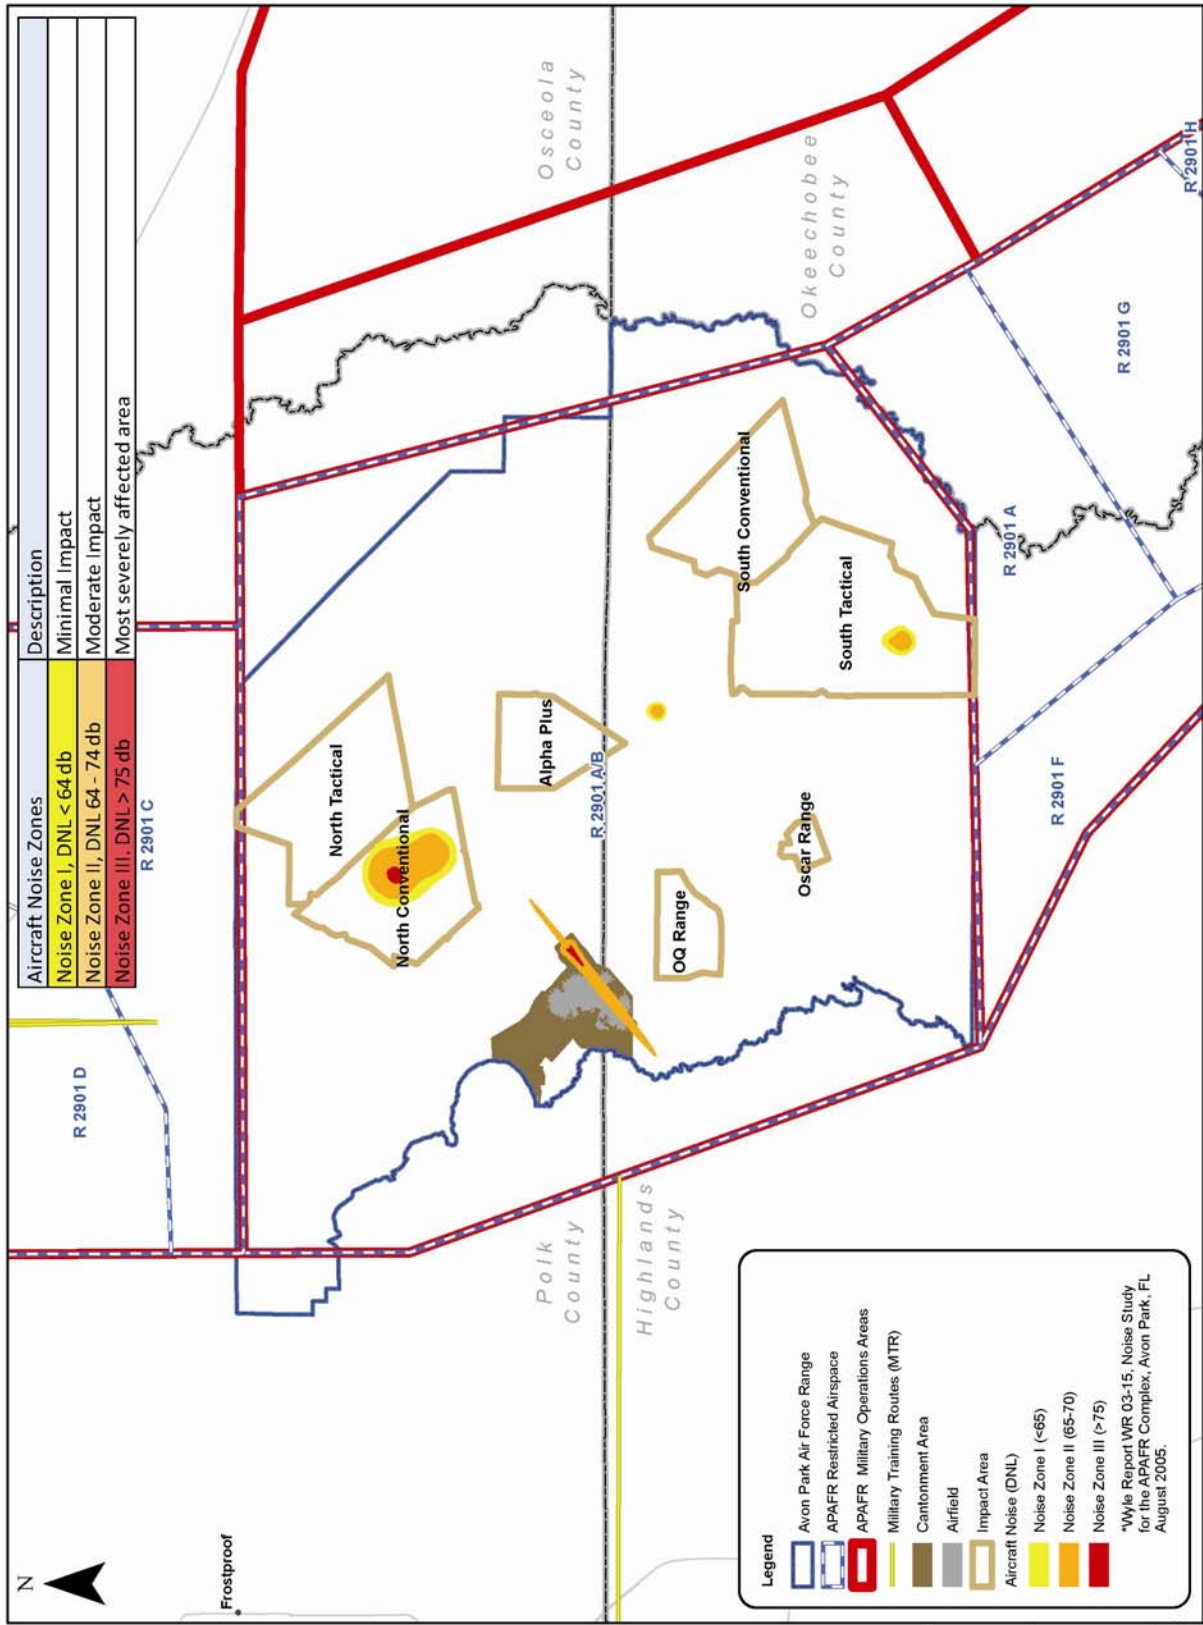 Aircraft Noise Zones
Description
Noise Zone I, DNL < 64 db
Minimal Impact
Noise Zone II, DNL 64 - 74 db
Moderate Impact
Noise Zone III. DNL > 75 db
Most severely affected area
N
Frostproof
R 2901 D
R 2901 C
North Tactical
North Conventional
Alpha Plus
R 2901 A/B
Osceola
County
Okeechobee
County
Polk
County
Highlands
County
OQ Range
Oscar Range
South Conventional
South Tactical
R 2901 A
R 2901 F
R 2901 G
R 2901 H
Legend
Avon Park Air Force Range
APAFR Restricted Airspace
APAFR Military Operations Areas
Military Training Routes (MTR)
Cantonment Area
Airfield
Impact Area
Aircraft Noise (DNL)
Noise Zone I (<65)
Noise Zone II (65-70)
Noise Zone III (>75)
*Wyle Report WR 03-15, Noise Study
for the APAFR Complex, Avon Park, FL
August 2005.